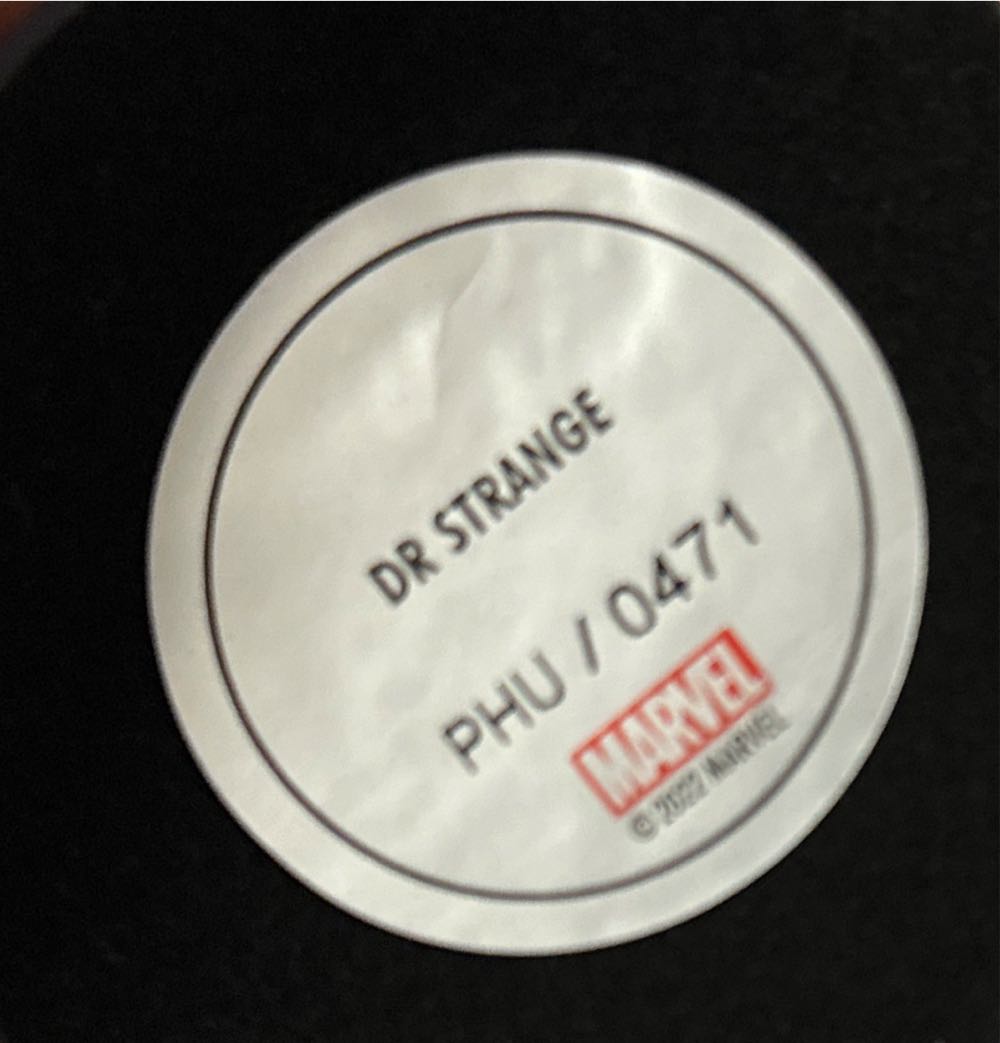 DR STRANGE
PHU / 0471
MARVEL
© 2022 MARVEL